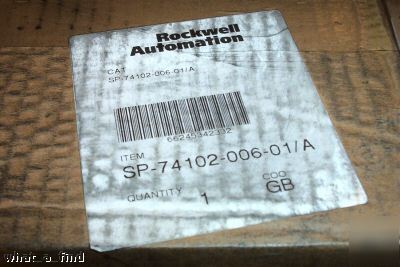 Rockwell
Automation
CAT
SP-74102-006-01/A
66245342332
ITEM
SP-74102-006-01/A
QUANTITY 1 COO GB
what a find